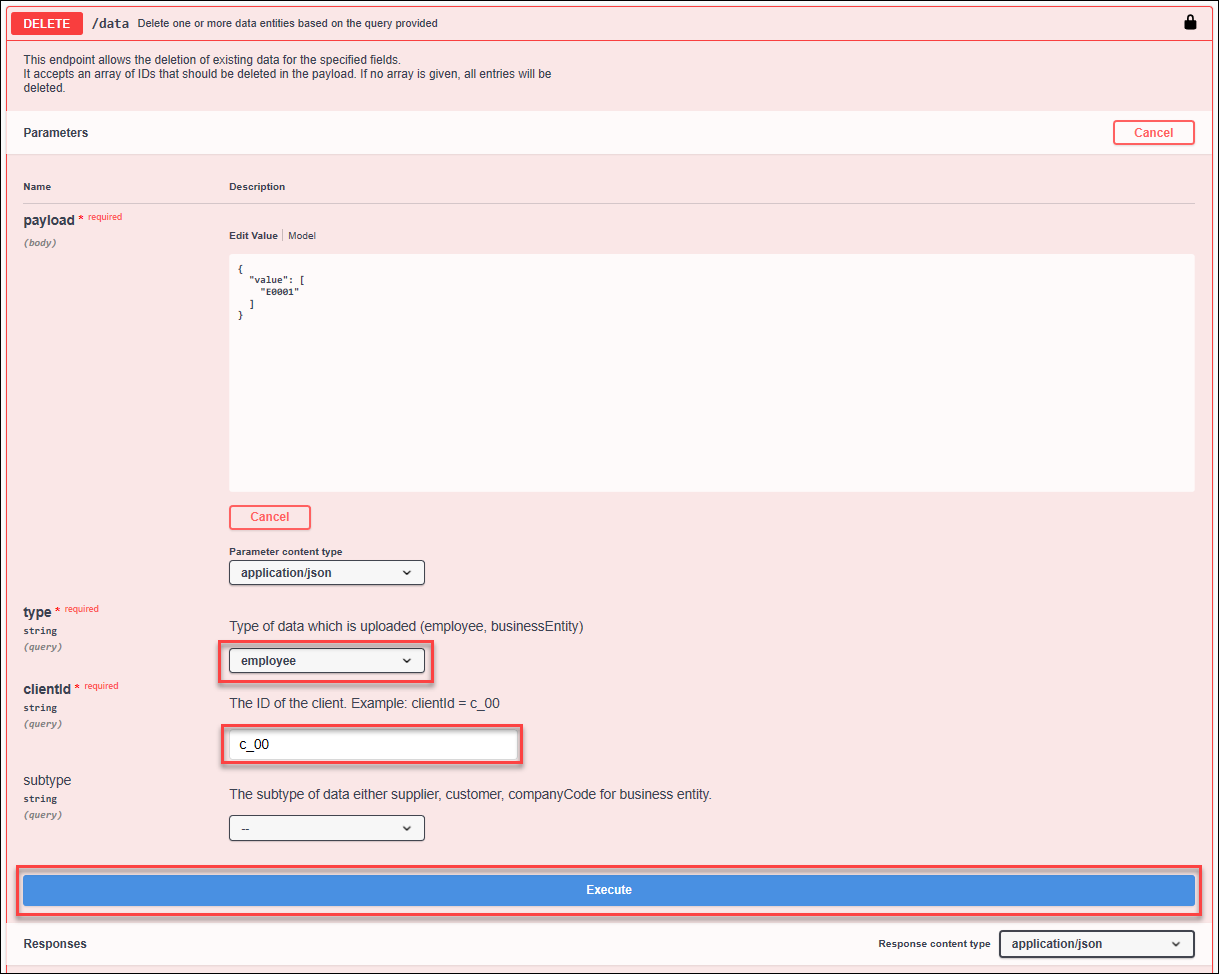 DELETE /data Delete one or more data entities based on the query provided
This endpoint allows the deletion of existing data for the specified fields.
It accepts an array of IDs that should be deleted in the payload. If no array is given, all entries will be
deleted.
Parameters Cancel
Name Description
payload * required
(body)
Edit Value Model
{
"value": [
"E0001"
]
}
Cancel
Parameter content type
application/json
type * required
string
(query)
Type of data which is uploaded (employee, businessEntity)
employee
clientId * required
string
(query)
The ID of the client. Example: clientId = c_00
c_00
subtype
string
(query)
The subtype of data either supplier, customer, companyCode for business entity.
--
Execute
Responses Response content type application/json